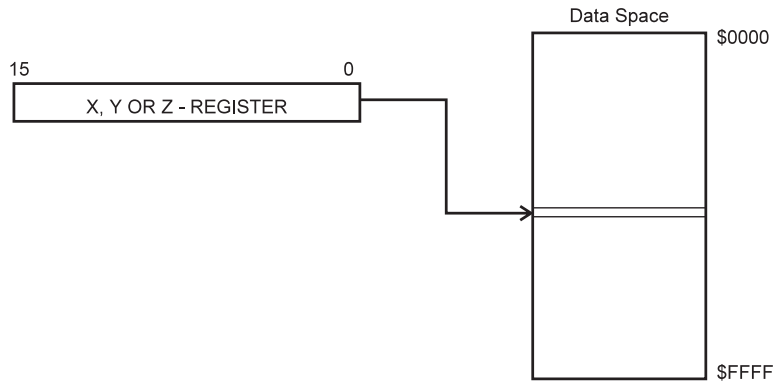 Data Space
$0000
15 0
X, Y OR Z - REGISTER
$FFFF